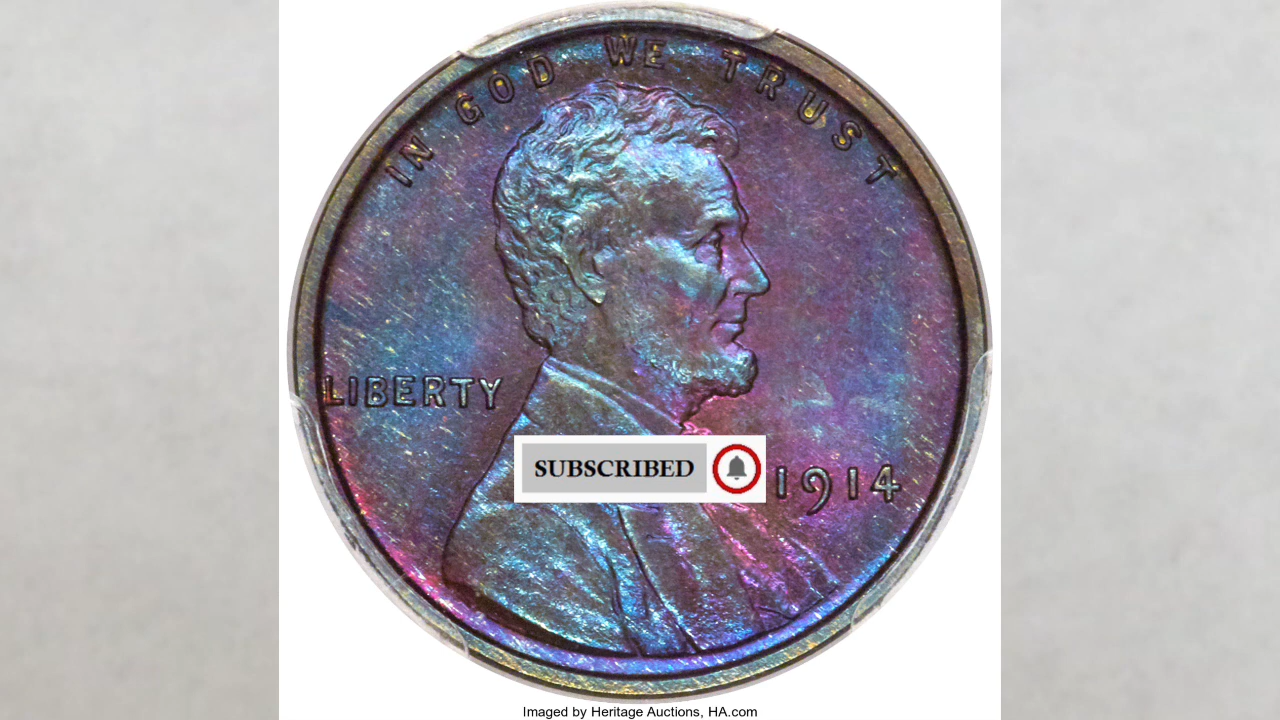 IN GOD WE TRUST
LIBERTY
SUBSCRIBED
1914
Imaged by Heritage Auctions, HA.com